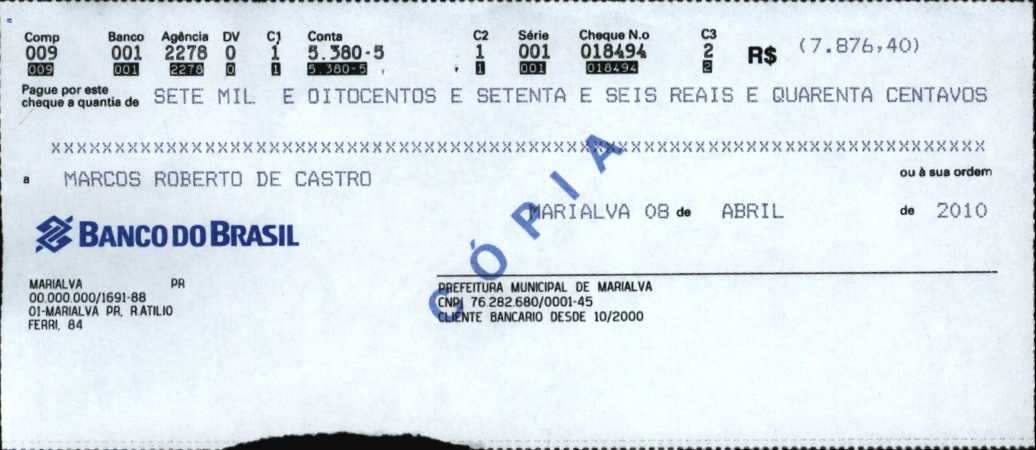 Comp Banco Agência DV C1 Conta C2 Série Cheque N.o C3
009 001 2278 0 1 5.380-5 1 001 018494 2 R$ (7.876,40)
009 001 2278 0 1 5.380-5 1 001 018494 2
Pague por este
cheque a quantia de SETE MIL E OITOCENTOS E SETENTA E SEIS REAIS E QUARENTA CENTAVOS
XXXXXXXXXXXXXXXXXXXXXXXXXXXXXXXXXXXXXXXXXXXXXXXXXXXXXXXXXXXXXXXXXXXXXXXXX
a MARCOS ROBERTO DE CASTRO ou à sua ordem
MARIALVA 08 de ABRIL de 2010
BANCO DO BRASIL
CÓPIA
MARIALVA PR
00.000.000/1691-88
01-MARIALVA PR, R.ATILIO
FERRI, 84
PREFEITURA MUNICIPAL DE MARIALVA
CNPJ 76.282.680/0001-45
CLIENTE BANCARIO DESDE 10/2000